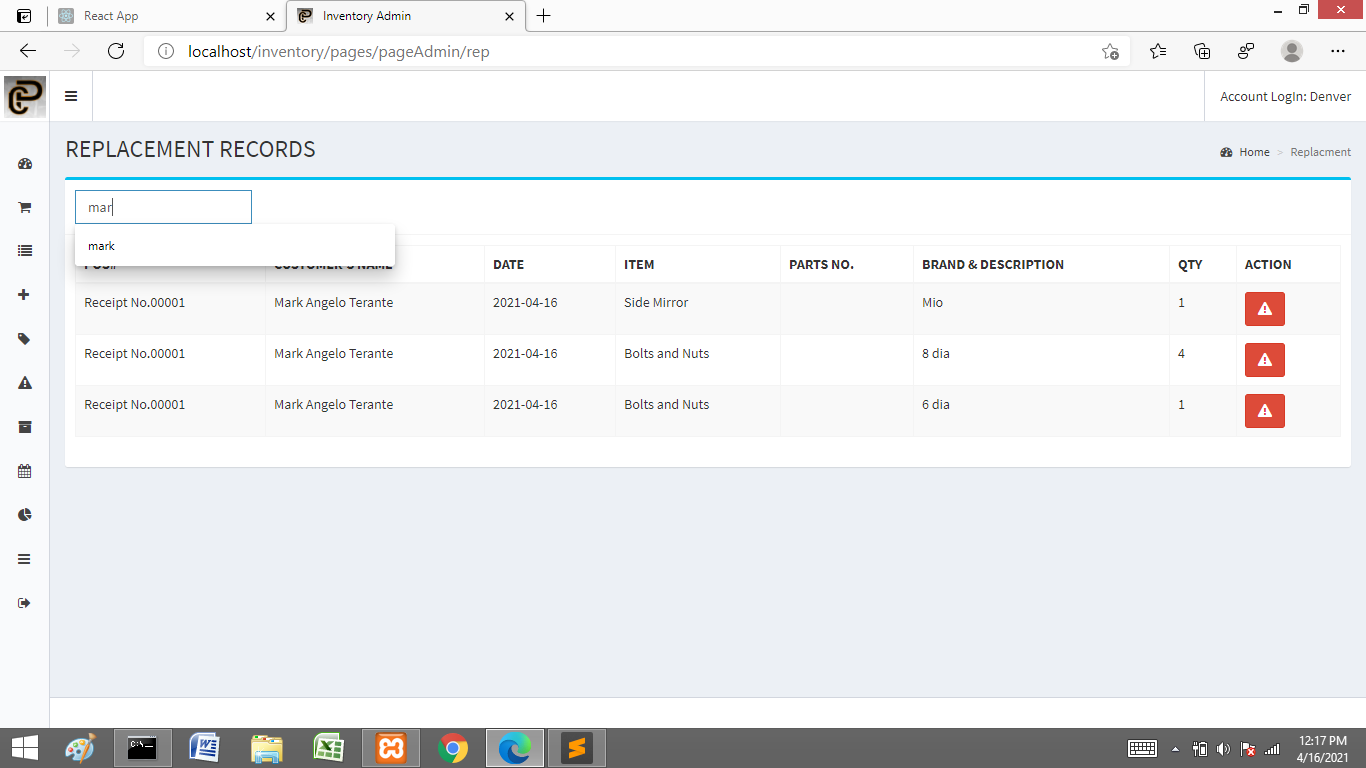 React App
Inventory Admin
localhost/inventory/pages/pageAdmin/rep
Account LogIn: Denver
REPLACEMENT RECORDS
Home > Replacment
mar
mark
DATE ITEM PARTS NO. BRAND & DESCRIPTION QTY ACTION
Receipt No.00001 Mark Angelo Terante 2021-04-16 Side Mirror Mio 1
Receipt No.00001 Mark Angelo Terante 2021-04-16 Bolts and Nuts 8 dia 4
Receipt No.00001 Mark Angelo Terante 2021-04-16 Bolts and Nuts 6 dia 1
12:17 PM
4/16/2021